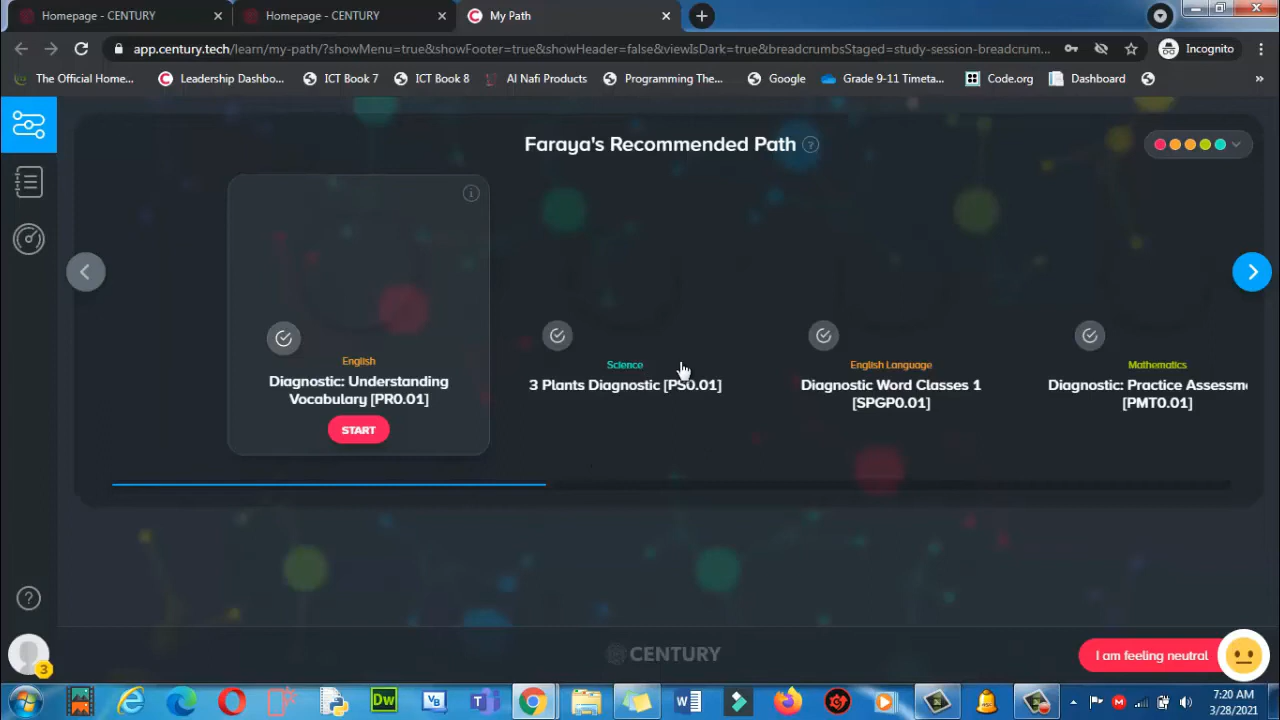 Homepage - CENTURY
Homepage - CENTURY
My Path
app.century.tech/learn/my-path/?showMenu=true&showFooter=true&showHeader=false&viewIsDark=true&breadcrumbsStaged=study-session-breadcrum...
Incognito
The Official Home...
Leadership Dashbo...
ICT Book 7
ICT Book 8
Al Nafi Products
Programming The...
Google
Grade 9-11 Timeta...
Code.org
Dashboard
»
Faraya's Recommended Path ?
English
Diagnostic: Understanding
Vocabulary [PR0.01]
START
Science
3 Plants Diagnostic [PS0.01]
English Language
Diagnostic Word Classes 1
[SPGP0.01]
Mathematics
Diagnostic: Practice Assessm
[PMT0.01]
?
3
CENTURY
I am feeling neutral
Dw
7:20 AM
3/28/2021